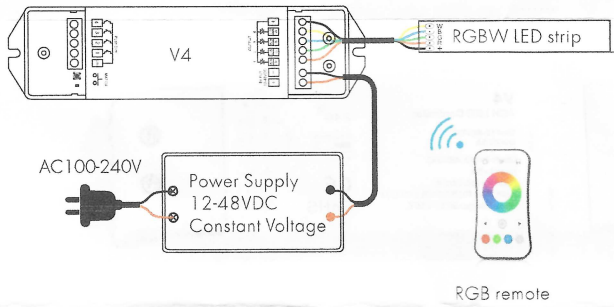 V4
RGBW LED strip
AC100-240V
Power Supply
12-48VDC
Constant Voltage
RGB remote